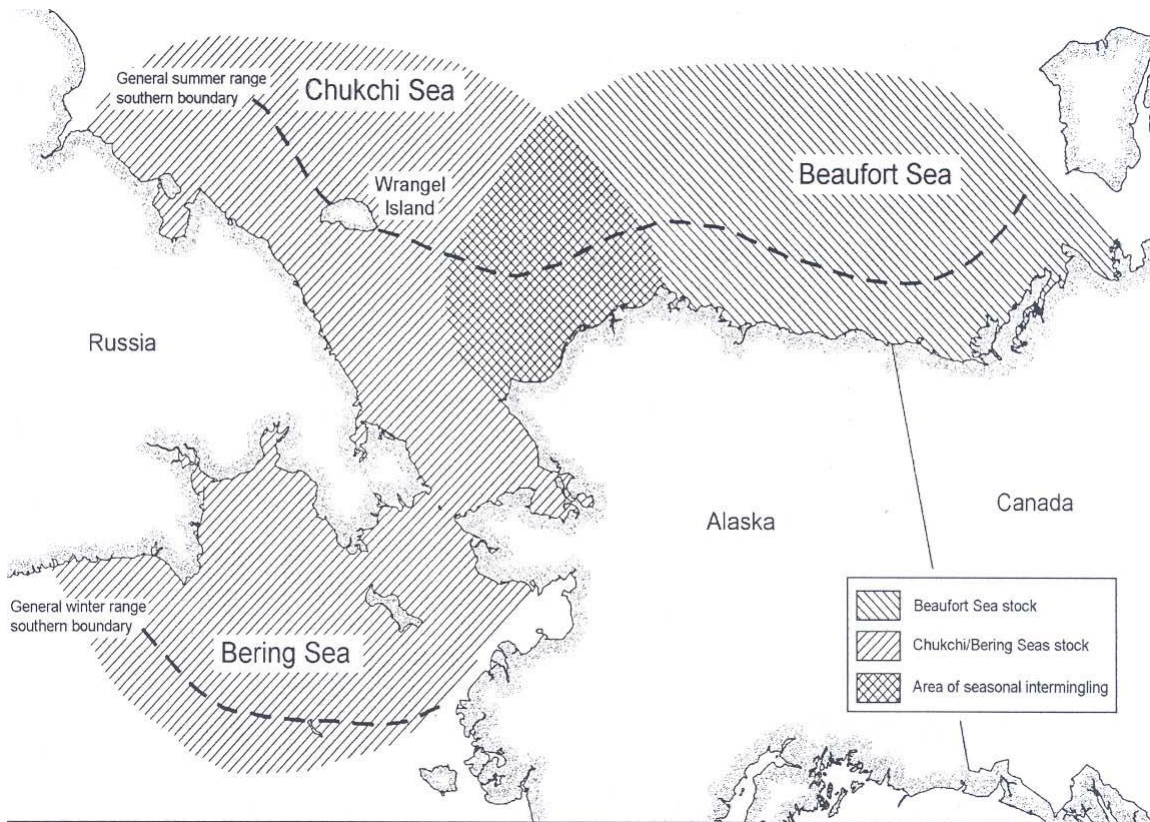 General summer range
southern boundary
Chukchi Sea
Wrangel
Island
Beaufort Sea
Russia
Alaska
Canada
General winter range
southern boundary
Bering Sea
Beaufort Sea stock
Chukchi/Bering Seas stock
Area of seasonal intermingling